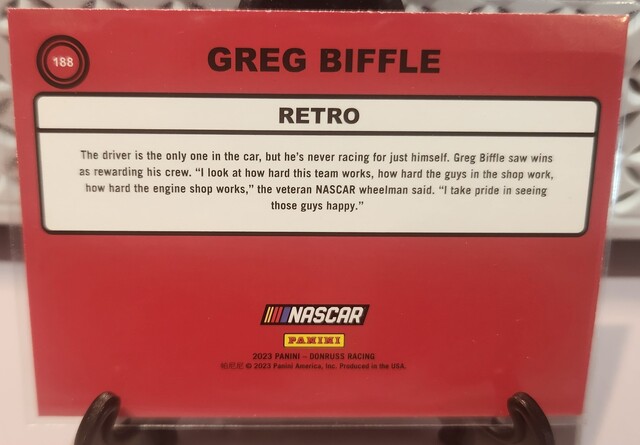 188
GREG BIFFLE
RETRO
The driver is the only one in the car, but he's never racing for just himself. Greg Biffle saw wins
as rewarding his crew. “I look at how hard this team works, how hard the guys in the shop work,
how hard the engine shop works,” the veteran NASCAR wheelman said. “I take pride in seeing
those guys happy.”
NASCAR
PANINI
2023 PANINI – DONRUSS RACING
帕尼尼 © 2023 Panini America, Inc. Produced in the USA.